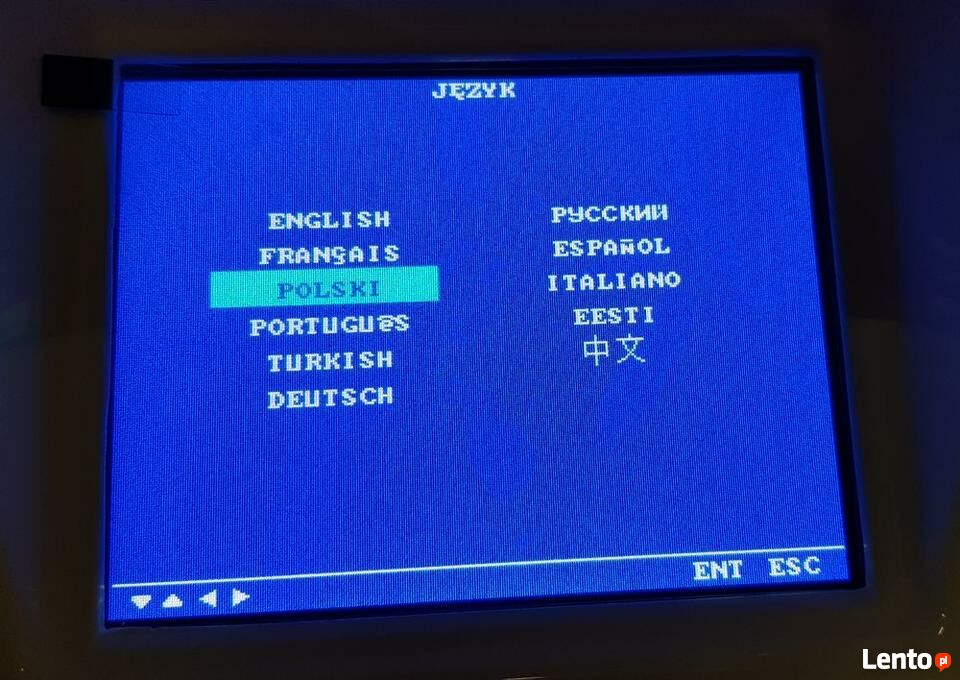 JĘZYK
ENGLISH
FRANÇAIS
POLSKI
PORTUGUêS
TURKISH
DEUTSCH
РУССКИЙ
ESPAñOL
ITALIANO
EESTI
中文
▼ ▲ ◀ ▶
ENT ESC
Lento pl